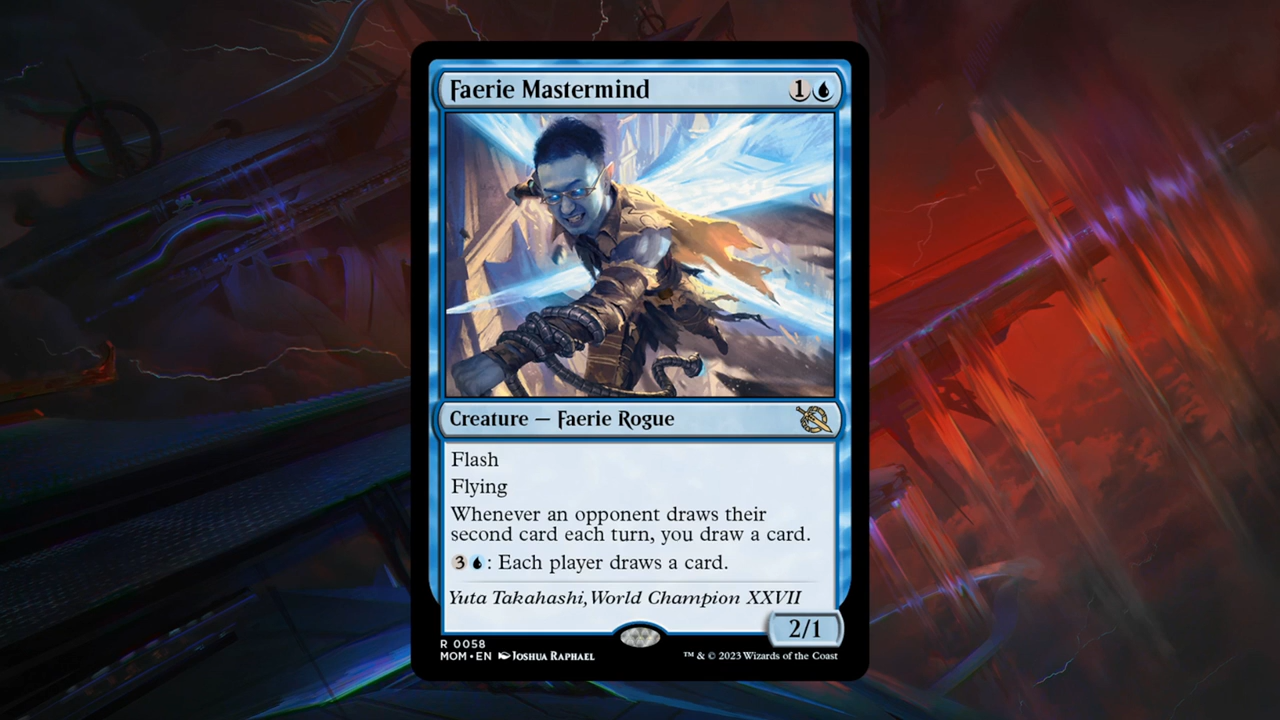 Faerie Mastermind 1
Creature — Faerie Rogue
Flash
Flying
Whenever an opponent draws their
second card each turn, you draw a card.
3 : Each player draws a card.
Yuta Takahashi, World Champion XXVII
2/1
R 0058
MOM • EN Joshua Raphael
™ & © 2023 Wizards of the Coast